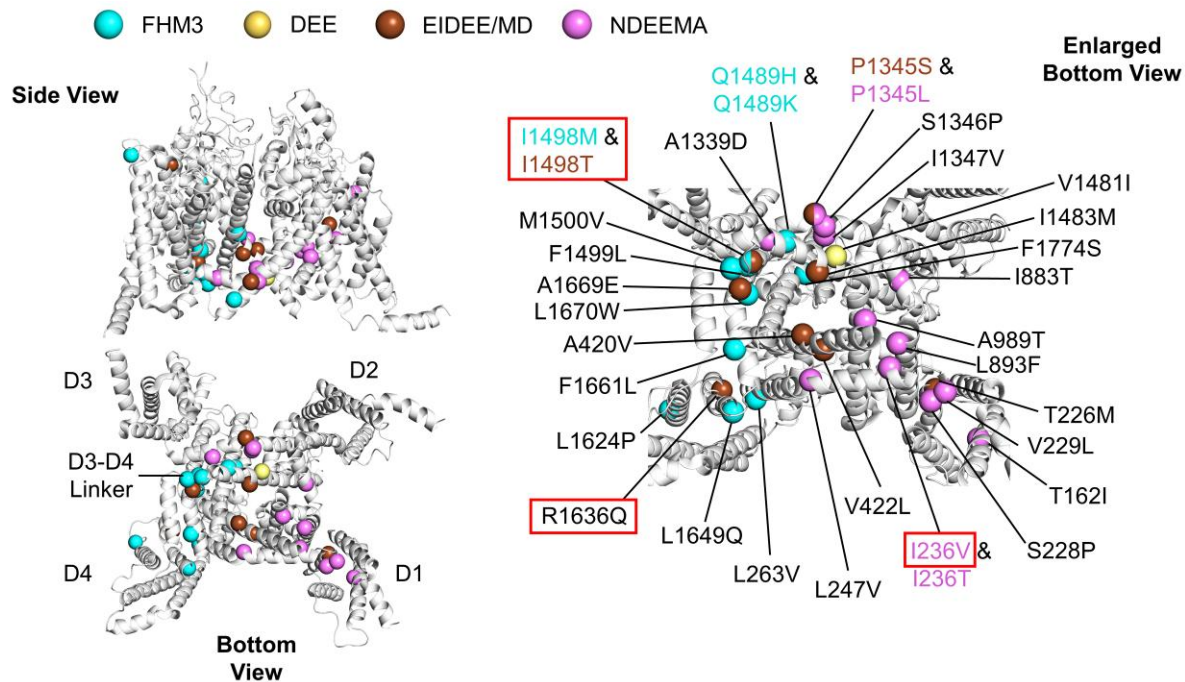 FHM3
DEE
EIDEE/MD
NDEEMA
Side View
Enlarged
Bottom View
Q1489H &
Q1489K
P1345S &
P1345L
I1498M &
I1498T
A1339D
S1346P
I1347V
V1481I
I1483M
F1774S
I883T
M1500V
F1499L
A1669E
L1670W
A420V
F1661L
L1624P
R1636Q
L1649Q
L263V
L247V
V422L
I236V &
I236T
S228P
T162I
V229L
T226M
L893F
A989T
D3
D2
D3-D4
Linker
D4
D1
Bottom
View